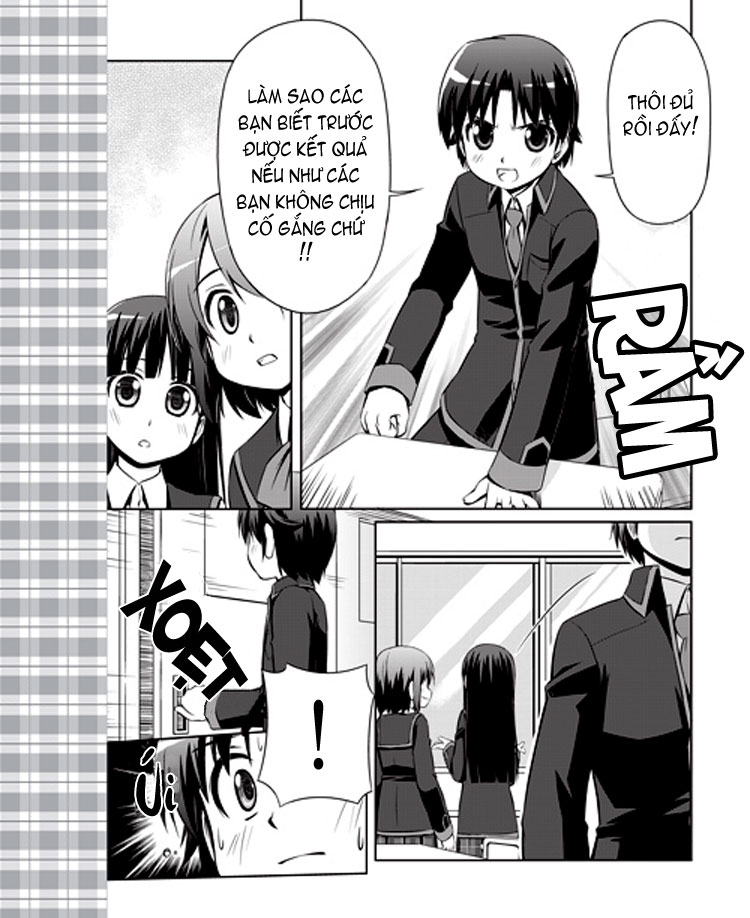 THÔI ĐỦ
RỒI ĐẤY!
RẦM
LÀM SAO CÁC
BẠN BIẾT TRƯỚC
ĐƯỢC KẾT QUẢ
NẾU NHƯ CÁC
BẠN KHÔNG CHỊU
CỐ GẮNG CHỨ
!!
XOẸT
!
Úi